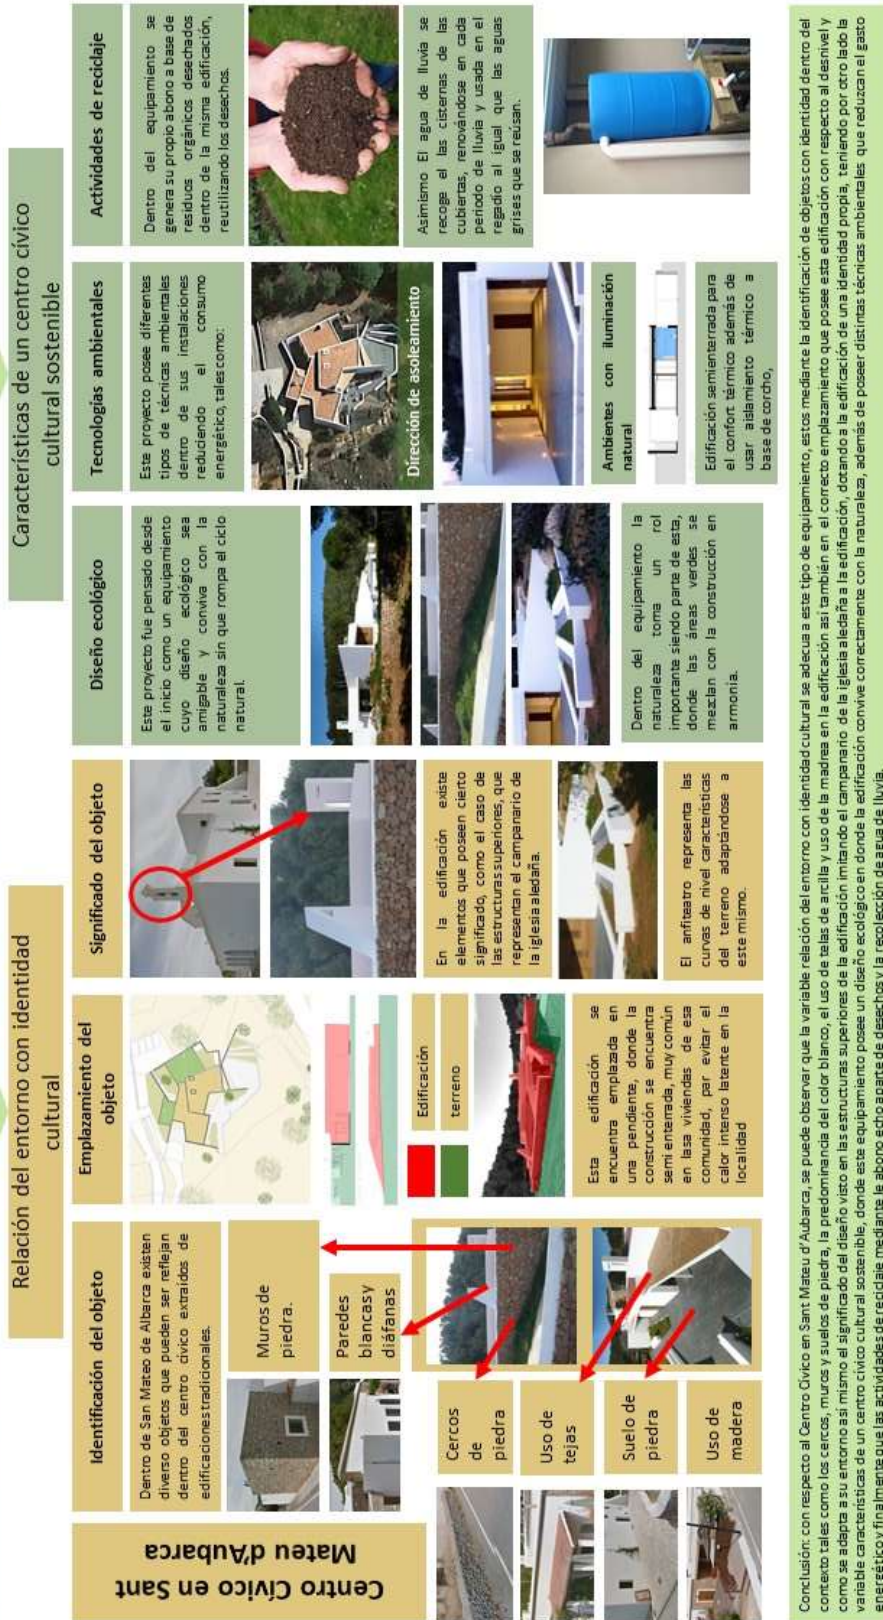 Relación del entorno con identidad
cultural
Características de un centro cívico
cultural sostenible
Centro Cívico en Sant
Mateu d'Aubarca
Identificación del objeto
Dentro de San Mateo de Albarca existen
diverso objetos que pueden ser reflejan
dentro del centro cívico extraídos de
edificaciones tradicionales.
Muros de
piedra.
Paredes
blancas y
diáfanas
Cercos
de
piedra
Uso de
tejas
Suelo de
piedra
Uso de
madera
Emplazamiento del
objeto
Edificación
terreno
Esta edificación se
encuentra emplazada en
una pendiente, donde la
construcción se encuentra
semi enterrada, muy común
en lasa viviendas de esa
comunidad, par evitar el
calor intenso latente en la
localidad
Significado del objeto
En la edificación existe
elementos que poseen cierto
significado, como el caso de
las estructuras superiores, que
representan el campanario de
la iglesia aledaña.
El anfiteatro representa las
curvas de nivel características
del terreno adaptándose a
este mismo.
Diseño ecológico
Este proyecto fue pensado desde
el inicio como un equipamiento
cuyo diseño ecológico sea
amigable y conviva con la
naturaleza sin que rompa el ciclo
natural.
Dentro del equipamiento la
naturaleza toma un rol
importante siendo parte de esta,
donde las áreas verdes se
mezclan con la construcción en
armonía.
Tecnologías ambientales
Este proyecto posee diferentes
tipos de técnicas ambientales
dentro de sus instalaciones
reduciendo el consumo
energético, tales como:
Dirección de asoleamiento
Ambientes con iluminación
natural
Edificación semienterrada para
el confort térmico además de
usar aislamiento térmico a
base de corcho,
Actividades de reciclaje
Dentro del equipamiento se
genera su propio abono a base de
residuos orgánicos desechados
dentro de la misma edificación,
reutilizando los desechos.
Asimismo El agua de lluvia se
recoge el las cisternas de las
cubiertas, renovándose en cada
periodo de lluvia y usada en el
regadío al igual que las aguas
grises que se reúsan.
Conclusión: con respecto al Centro Cívico en Sant Mateu d'Aubarca, se puede observar que la variable relación del entorno con identidad cultural se adecua a este tipo de equipamiento, estos mediante la identificación de objetos con identidad dentro del
contexto tales como los cercos, muros y suelos de piedra, la predominancia del color blanco, el uso de telas de arcilla y uso de la madrea en la edificación así también en el correcto emplazamiento que posee esta edificación con respecto al desnivel y
como se adapta a su entorno así mismo el significado del diseño visto en las estructuras superiores de la edificación imitando el campanario de la iglesia aledaña a la edificación, dotando a la edificación de una identidad propia, teniendo por otro lado la
variable características de un centro cívico cultural sostenible, donde este equipamiento posee un diseño ecológico en donde la edificación convive correctamente con la naturaleza, además de poseer distintas técnicas ambientales que reduzcan el gasto
energético y finalmente que las actividades de reciclaje mediante le abono echo aparte de desechos y la recolección de agua de lluvia.